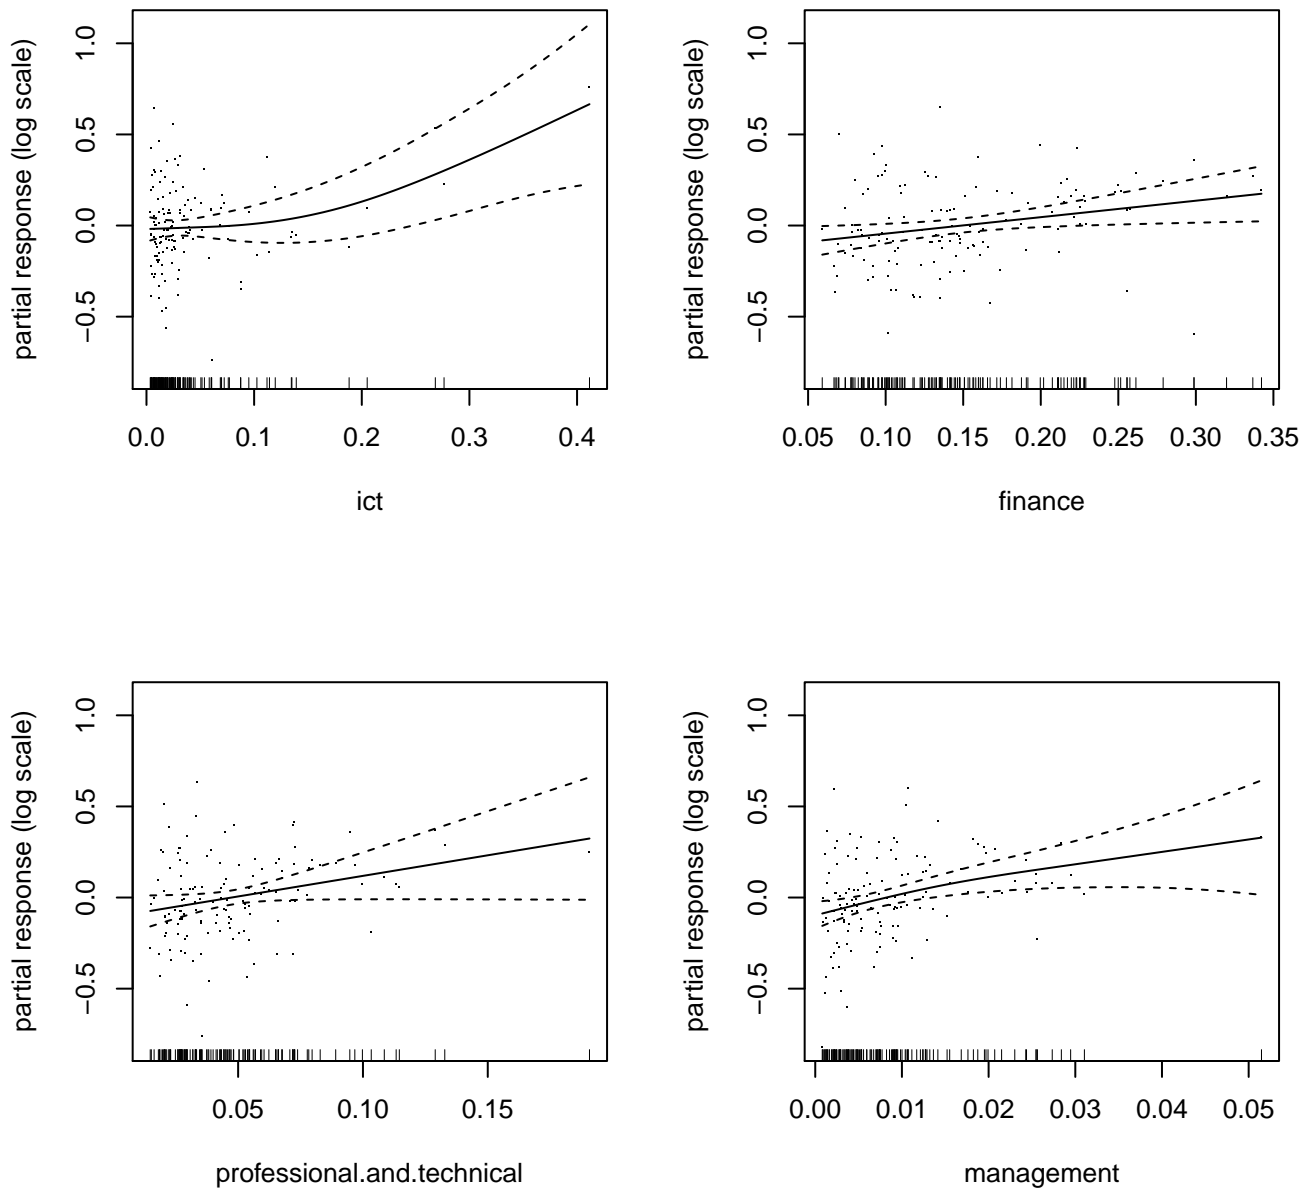 partial response (log scale)
1.0
0.5
0.0
−0.5
0.0 0.1 0.2 0.3 0.4
ict
partial response (log scale)
1.0
0.5
0.0
−0.5
0.05 0.10 0.15 0.20 0.25 0.30 0.35
finance
partial response (log scale)
1.0
0.5
0.0
−0.5
0.05 0.10 0.15
professional.and.technical
partial response (log scale)
1.0
0.5
0.0
−0.5
0.00 0.01 0.02 0.03 0.04 0.05
management